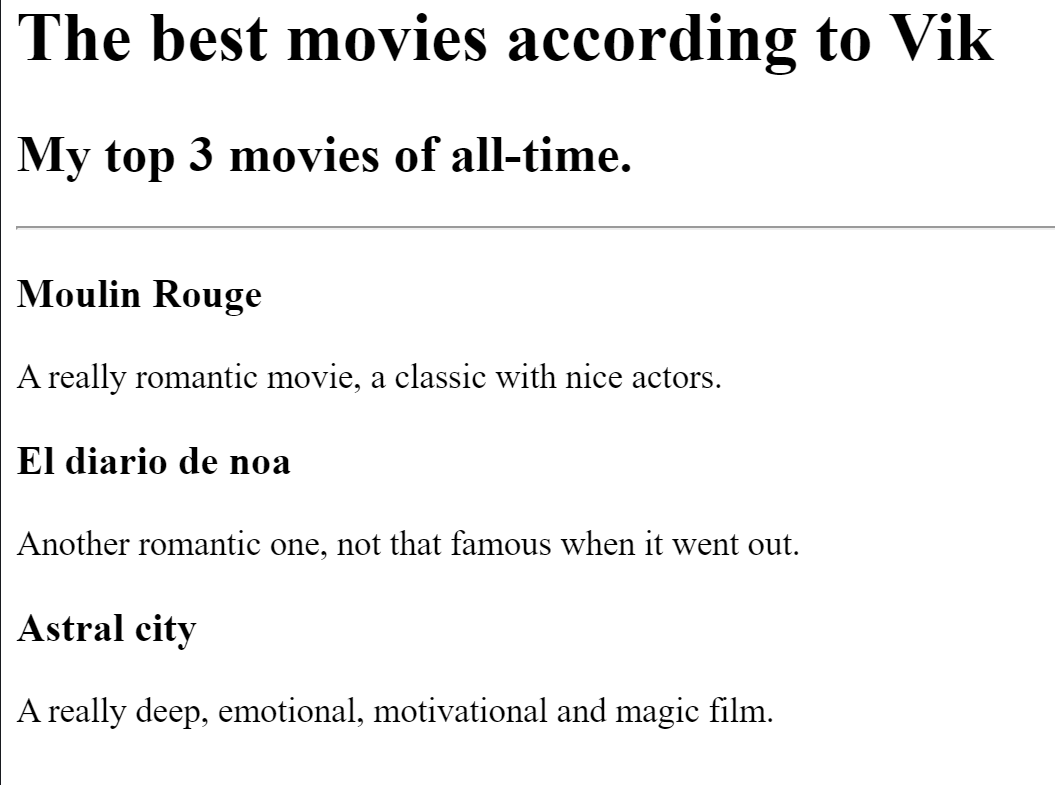 The best movies according to Vik
My top 3 movies of all-time.
Moulin Rouge
A really romantic movie, a classic with nice actors.
El diario de noa
Another romantic one, not that famous when it went out.
Astral city
A really deep, emotional, motivational and magic film.